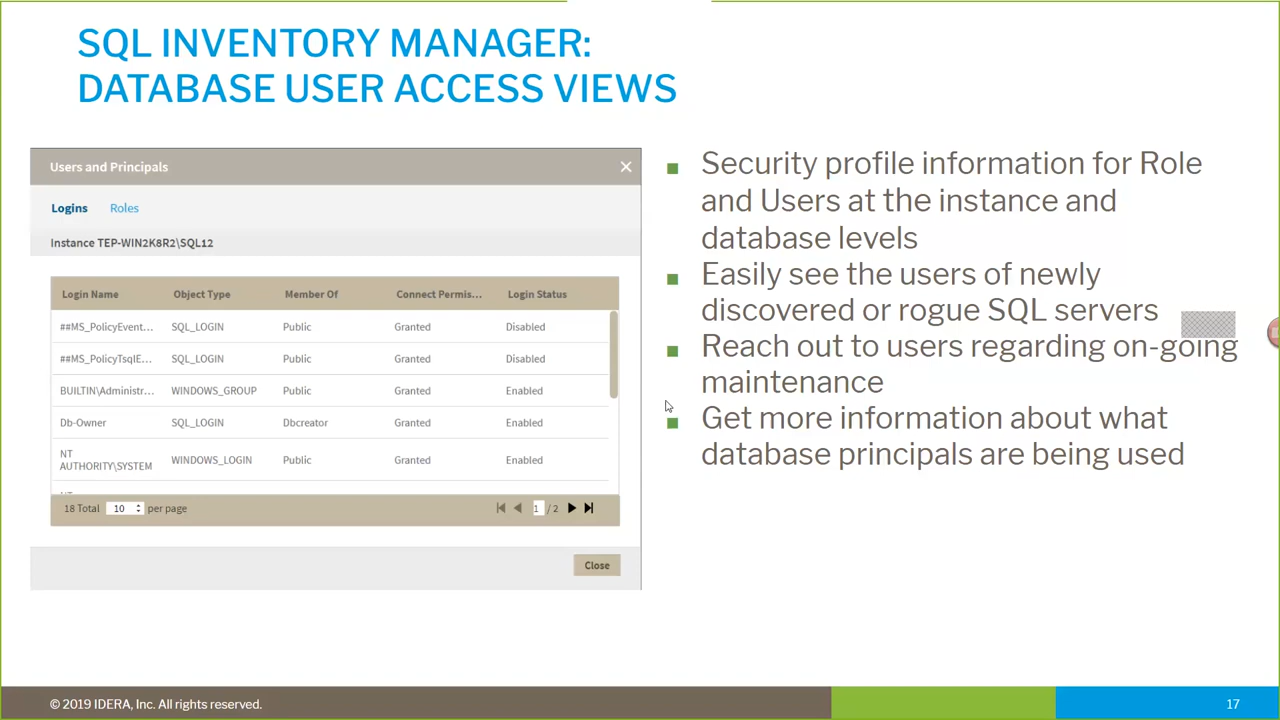 SQL INVENTORY MANAGER:
DATABASE USER ACCESS VIEWS
Users and Principals
Logins Roles
Instance TEP-WIN2K8R2\SQL12
Login Name Object Type Member Of Connect Permis... Login Status
##MS_PolicyEvent... SQL_LOGIN Public Granted Disabled
##MS_PolicyTsqlE... SQL_LOGIN Public Granted Disabled
BUILTIN\Administr... WINDOWS_GROUP Public Granted Enabled
Db-Owner SQL_LOGIN Dbcreator Granted Enabled
NT
AUTHORITY\SYSTEM WINDOWS_LOGIN Public Granted Enabled
18 Total 10 per page 1 / 2
Close
Security profile information for Role
and Users at the instance and
database levels
Easily see the users of newly
discovered or rogue SQL servers
Reach out to users regarding on-going
maintenance
Get more information about what
database principals are being used
© 2019 IDERA, Inc. All rights reserved.
17